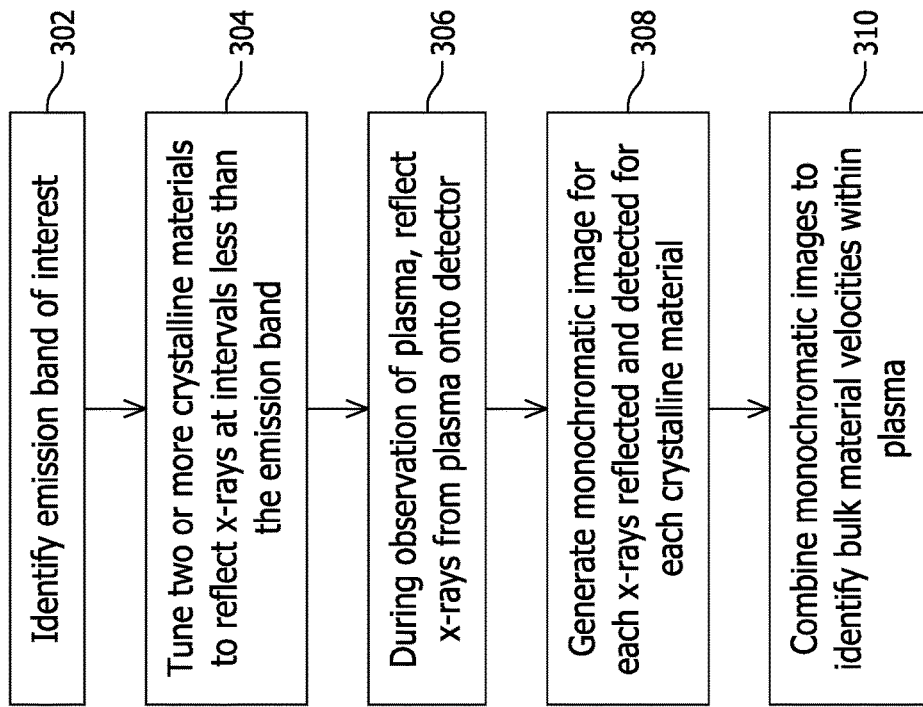 Identify emission band of interest
302
Tune two or more crystalline materials
to reflect x-rays at intervals less than
the emission band
304
During observation of plasma, reflect
x-rays from plasma onto detector
306
Generate monochromatic image for
each x-rays reflected and detected for
each crystalline material
308
Combine monochromatic images to
identify bulk material velocities within
plasma
310